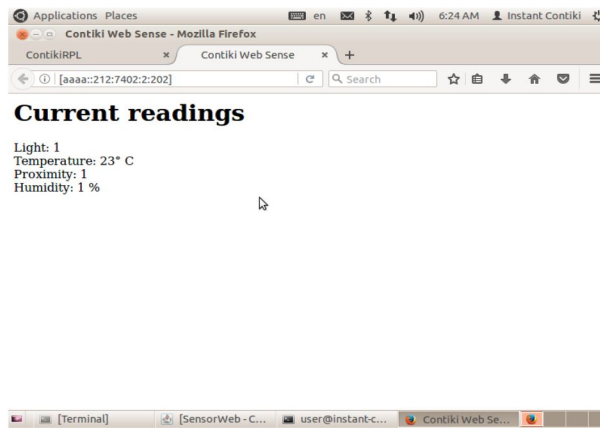 Applications Places en 6:24 AM Instant Contiki
Contiki Web Sense - Mozilla Firefox
ContikiRPL × Contiki Web Sense × +
[aaaa::212:7402:2:202] Search
Current readings
Light: 1
Temperature: 23° C
Proximity: 1
Humidity: 1 %
[Terminal] [SensorWeb - C... user@instant-c... Contiki Web Se...